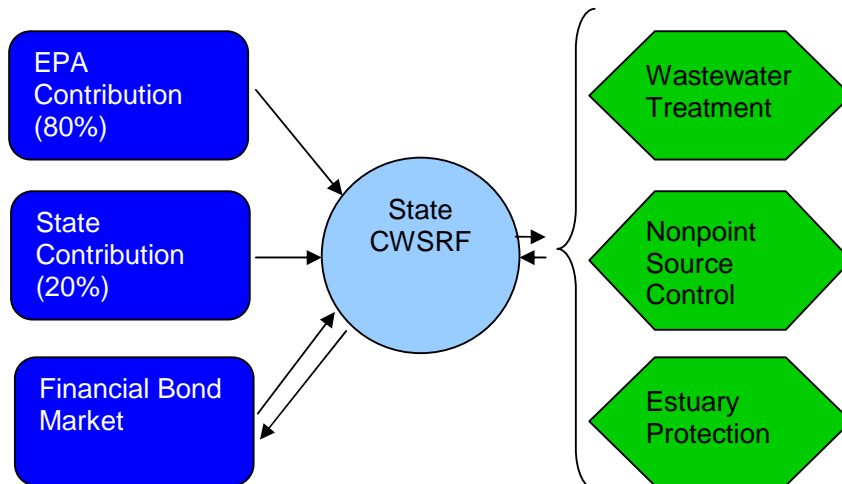 EPA
Contribution
(80%)
State
Contribution
(20%)
Financial Bond
Market
State
CWSRF
Wastewater
Treatment
Nonpoint
Source
Control
Estuary
Protection